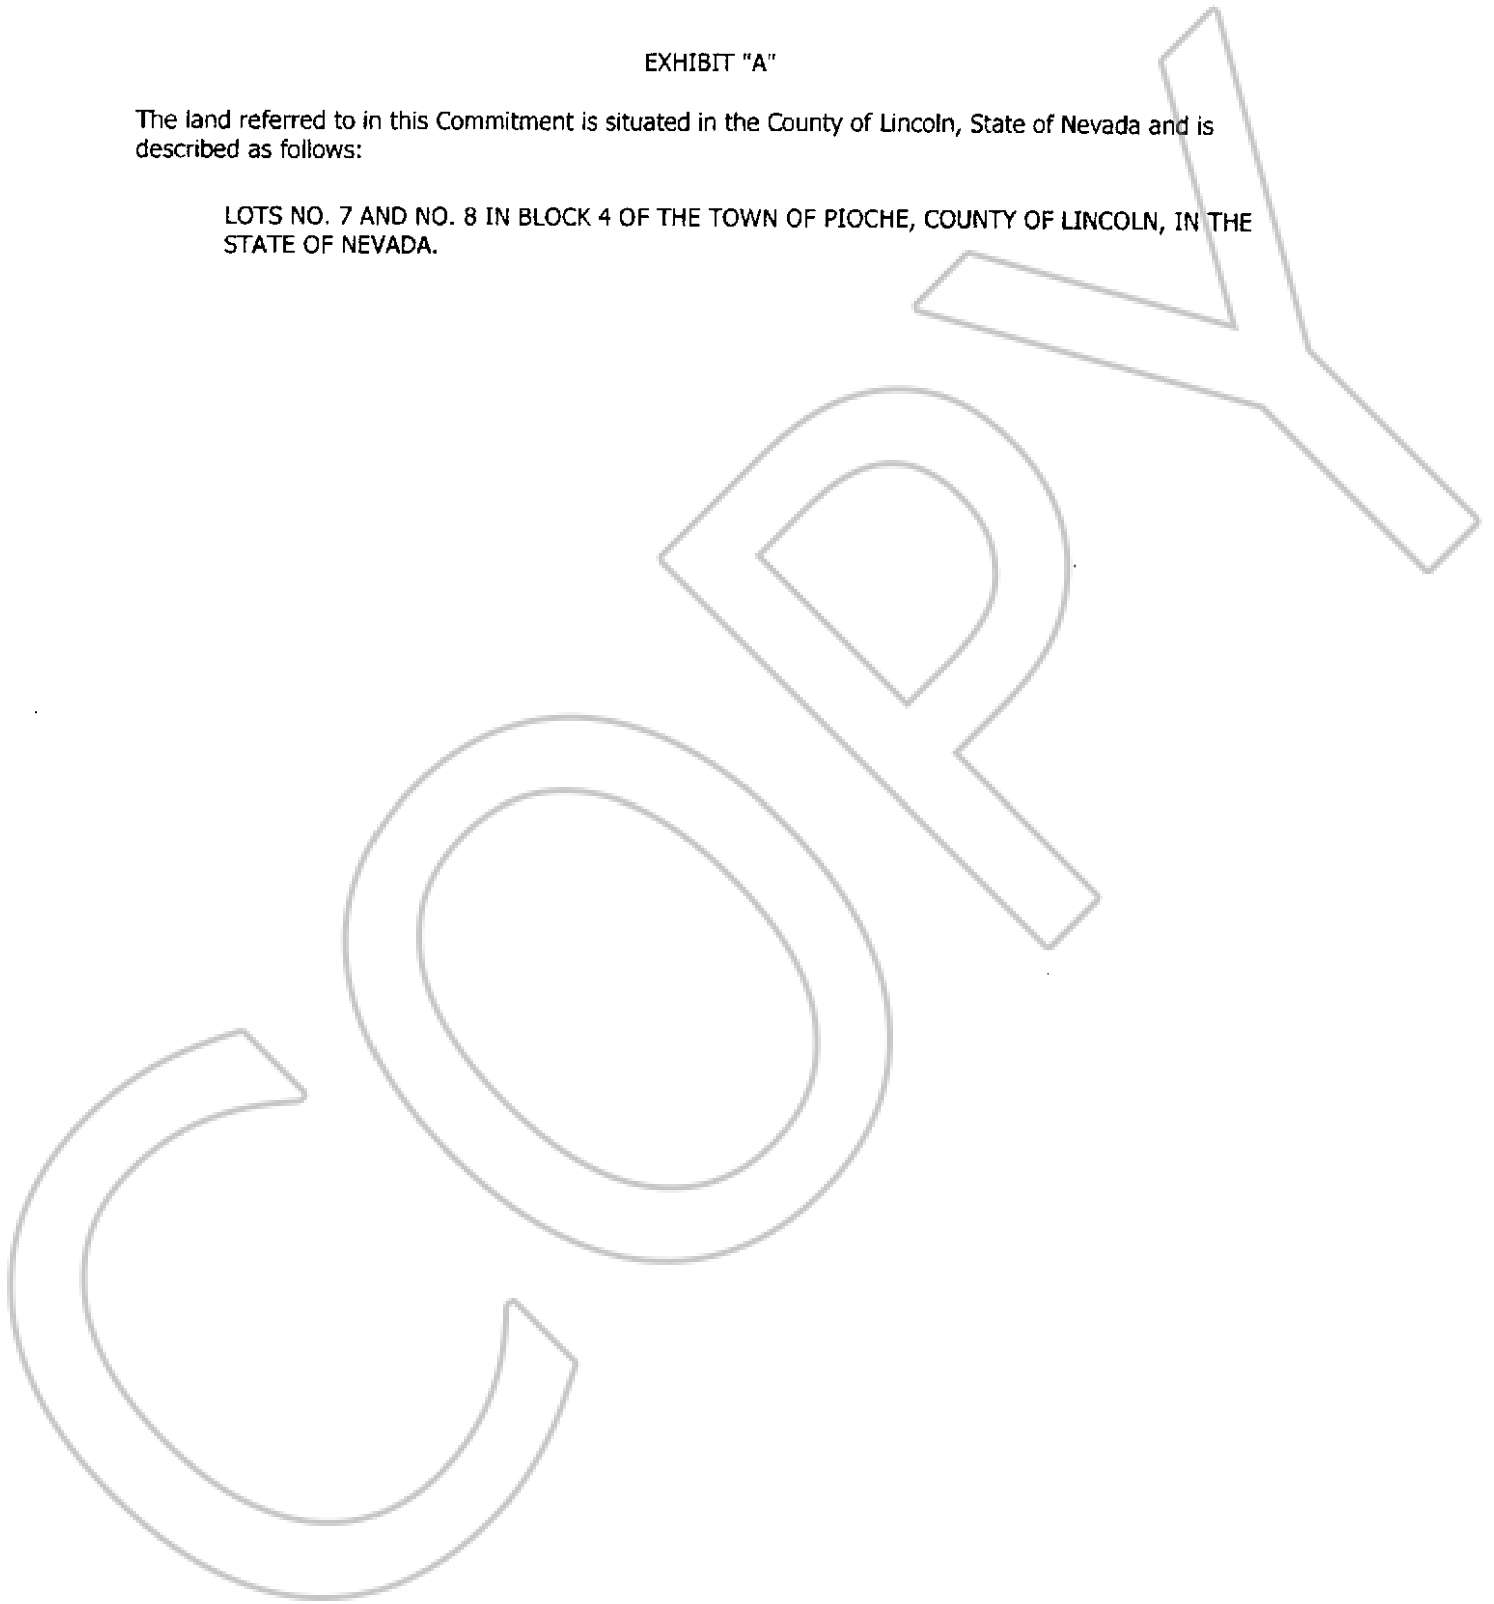 EXHIBIT "A"
The land referred to in this Commitment is situated in the County of Lincoln, State of Nevada and is
described as follows:
LOTS NO. 7 AND NO. 8 IN BLOCK 4 OF THE TOWN OF PIOCHE, COUNTY OF LINCOLN, IN THE
STATE OF NEVADA.
COPY